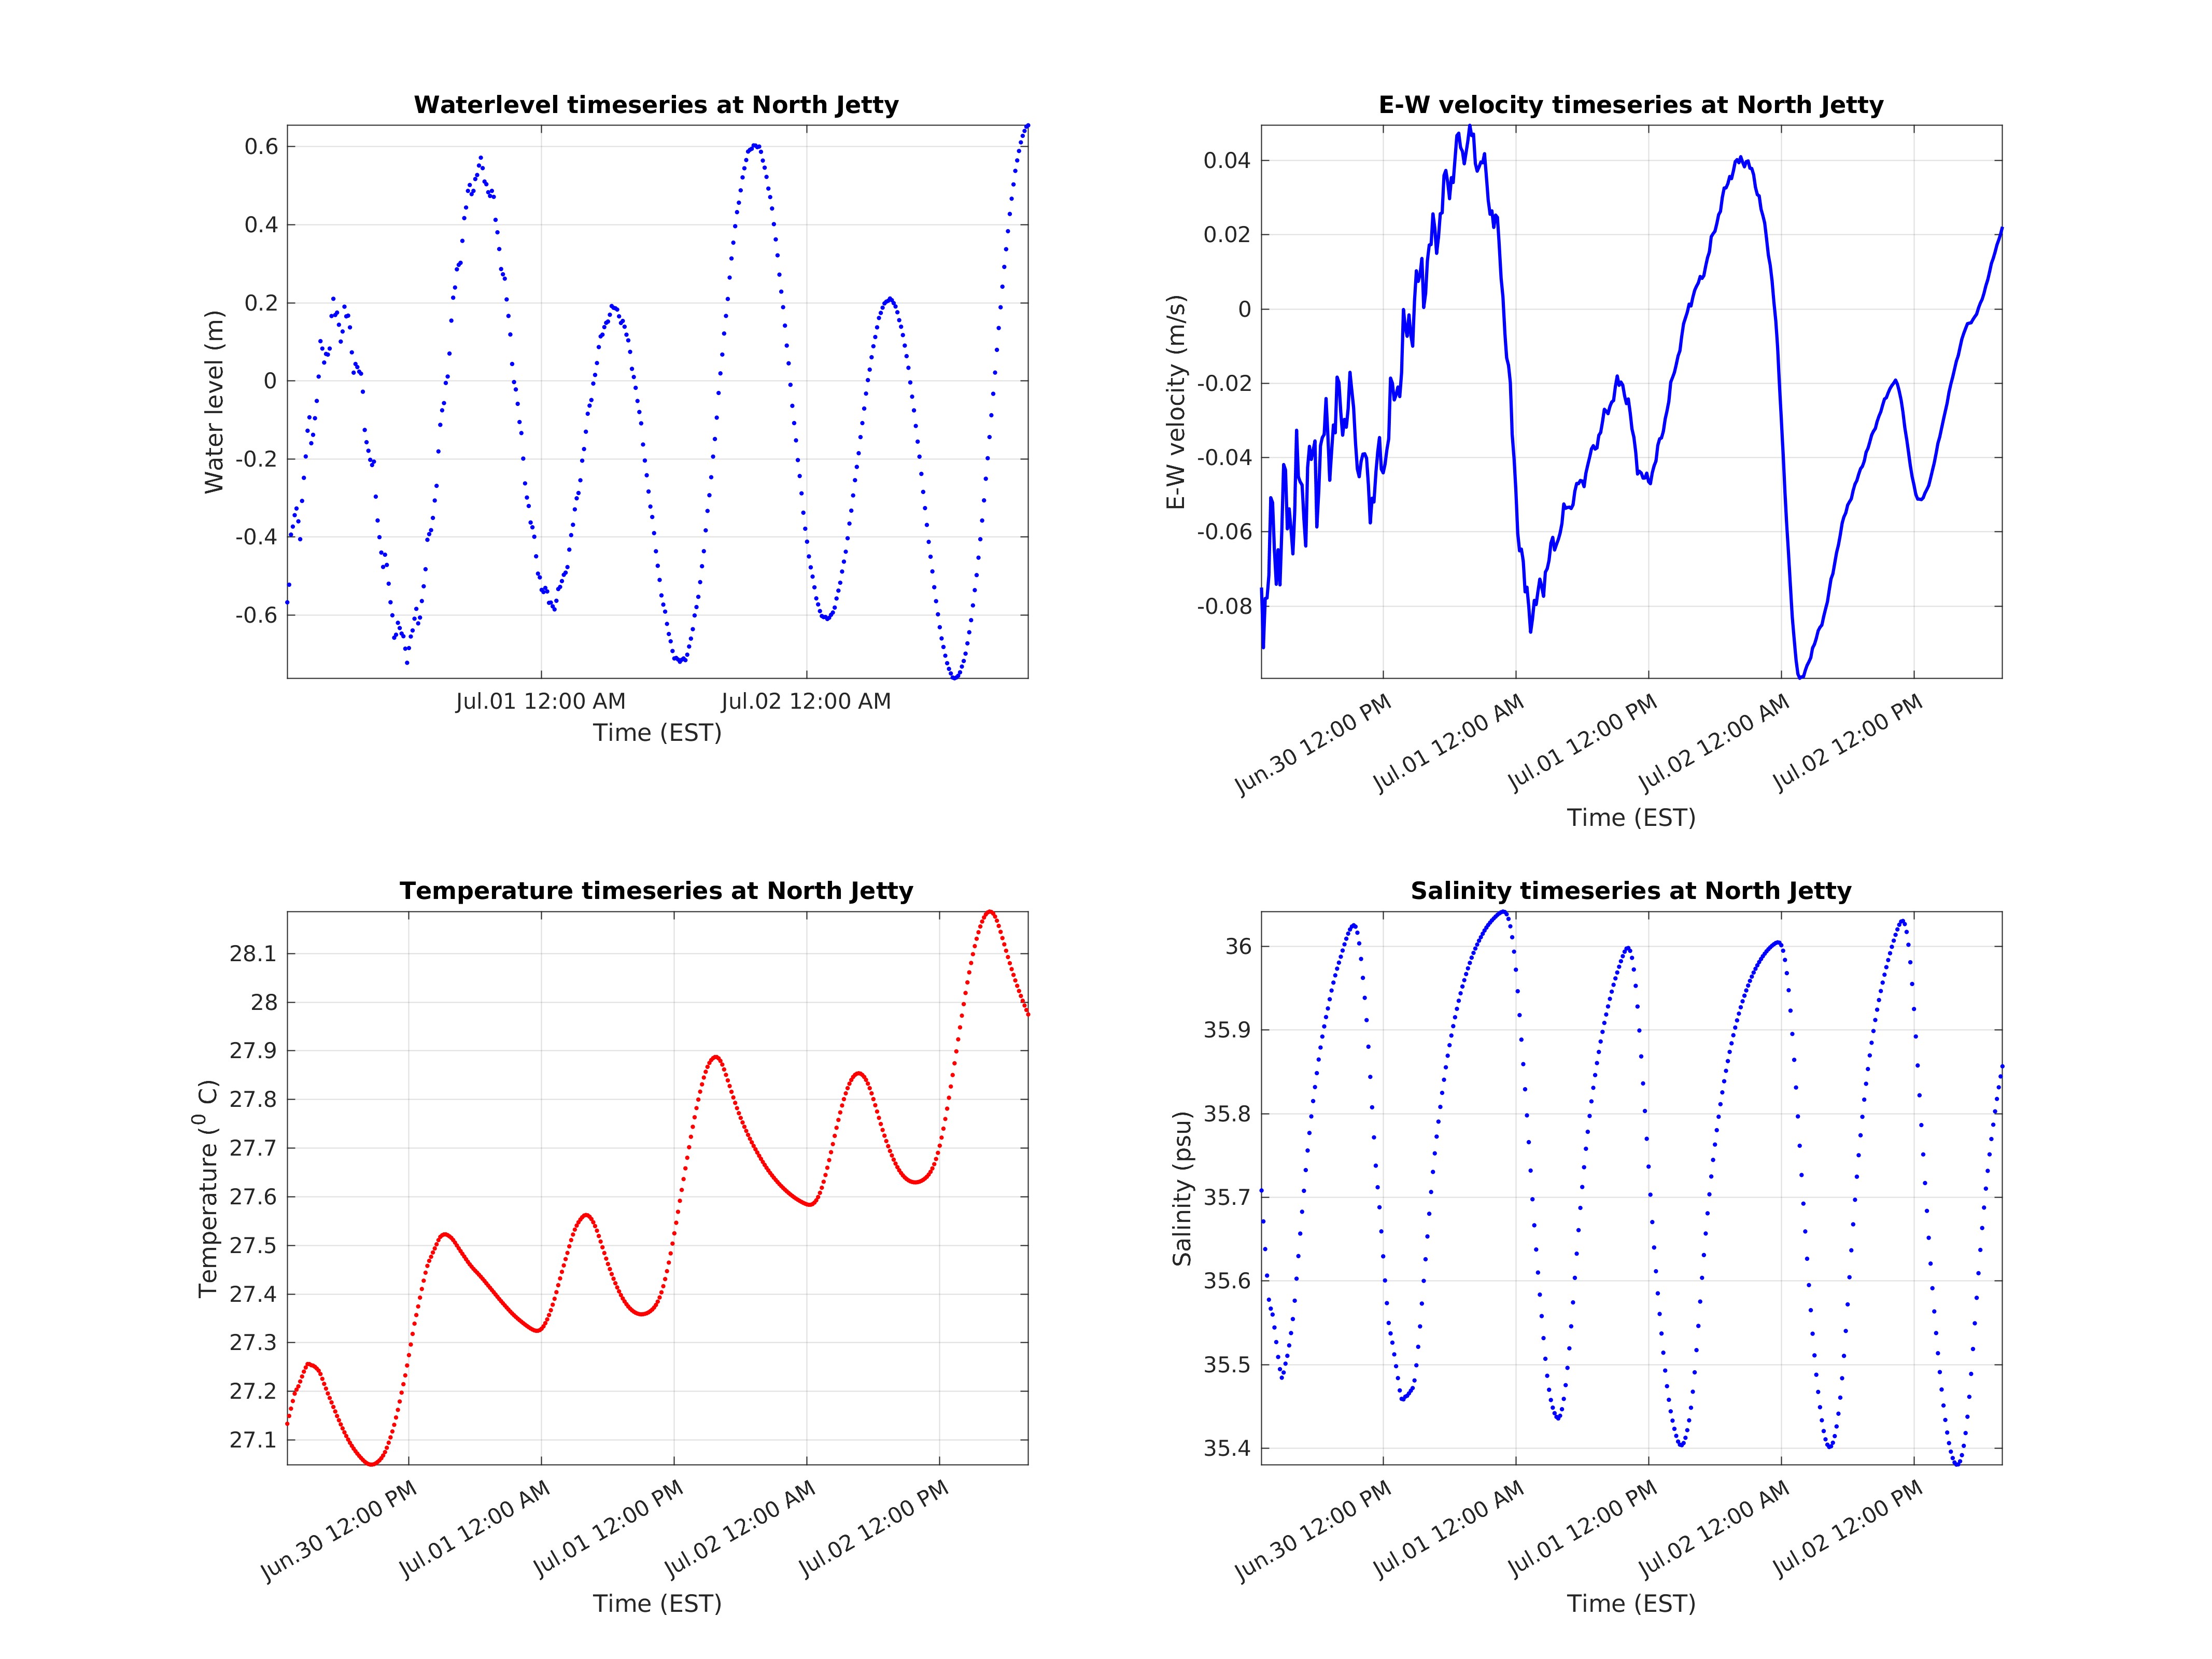 Waterlevel timeseries at North Jetty
0.6
0.4
0.2
0
-0.2
-0.4
-0.6
Water level (m)
Jul.01 12:00 AM
Jul.02 12:00 AM
Time (EST)
E-W velocity timeseries at North Jetty
0.04
0.02
0
-0.02
-0.04
-0.06
-0.08
E-W velocity (m/s)
Jun.30 12:00 PM
Jul.01 12:00 AM
Jul.01 12:00 PM
Jul.02 12:00 AM
Jul.02 12:00 PM
Time (EST)
Temperature timeseries at North Jetty
28.1
28
27.9
27.8
27.7
27.6
27.5
27.4
27.3
27.2
27.1
Temperature (⁰ C)
Jun.30 12:00 PM
Jul.01 12:00 AM
Jul.01 12:00 PM
Jul.02 12:00 AM
Jul.02 12:00 PM
Time (EST)
Salinity timeseries at North Jetty
36
35.9
35.8
35.7
35.6
35.5
35.4
Salinity (psu)
Jun.30 12:00 PM
Jul.01 12:00 AM
Jul.01 12:00 PM
Jul.02 12:00 AM
Jul.02 12:00 PM
Time (EST)